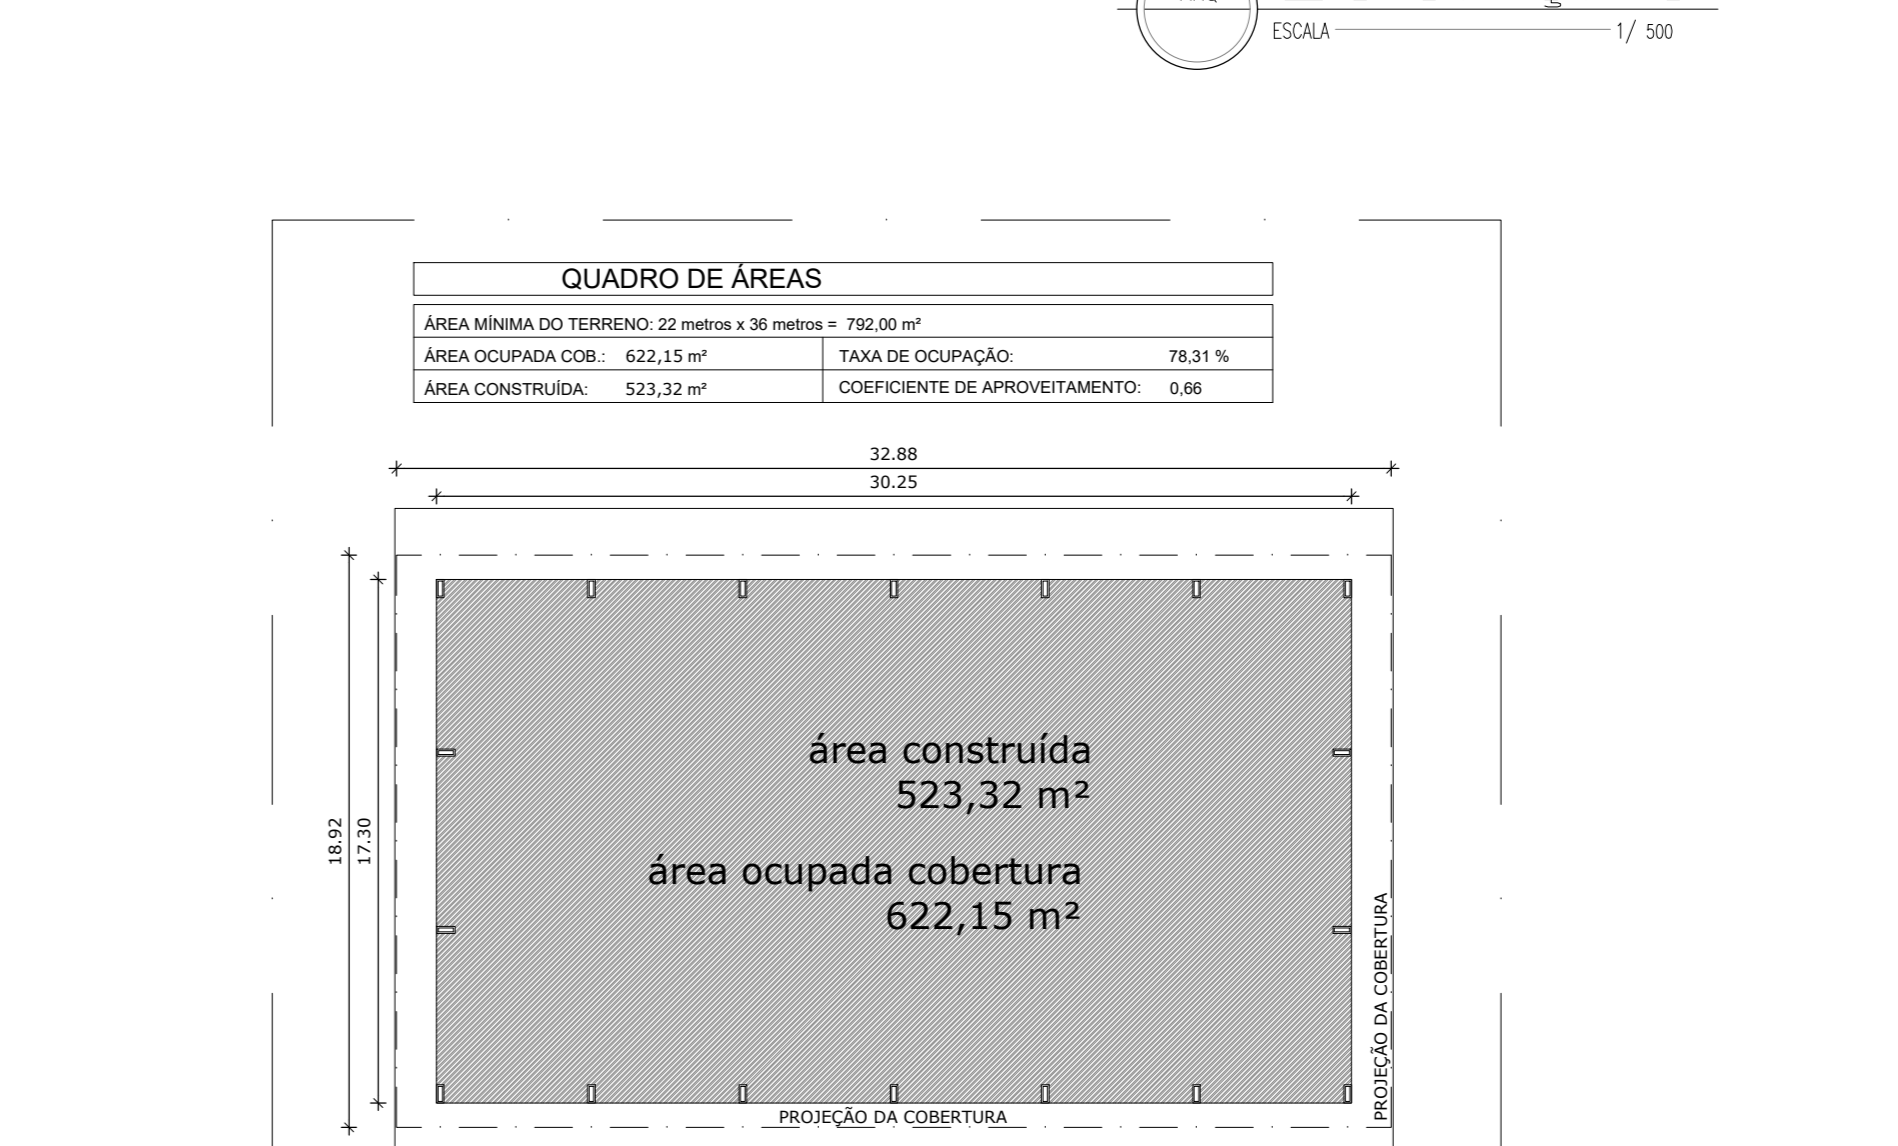 ESCALA 1/ 500
QUADRO DE ÁREAS
ÁREA MÍNIMA DO TERRENO: 22 metros x 36 metros = 792,00 m²
ÁREA OCUPADA COB.: 622,15 m² TAXA DE OCUPAÇÃO: 78,31 %
ÁREA CONSTRUÍDA: 523,32 m² COEFICIENTE DE APROVEITAMENTO: 0,66
32.88
30.25
18.92
17.30
área construída
523,32 m²
área ocupada cobertura
622,15 m²
PROJEÇÃO DA COBERTURA
PROJEÇÃO DA COBERTURA